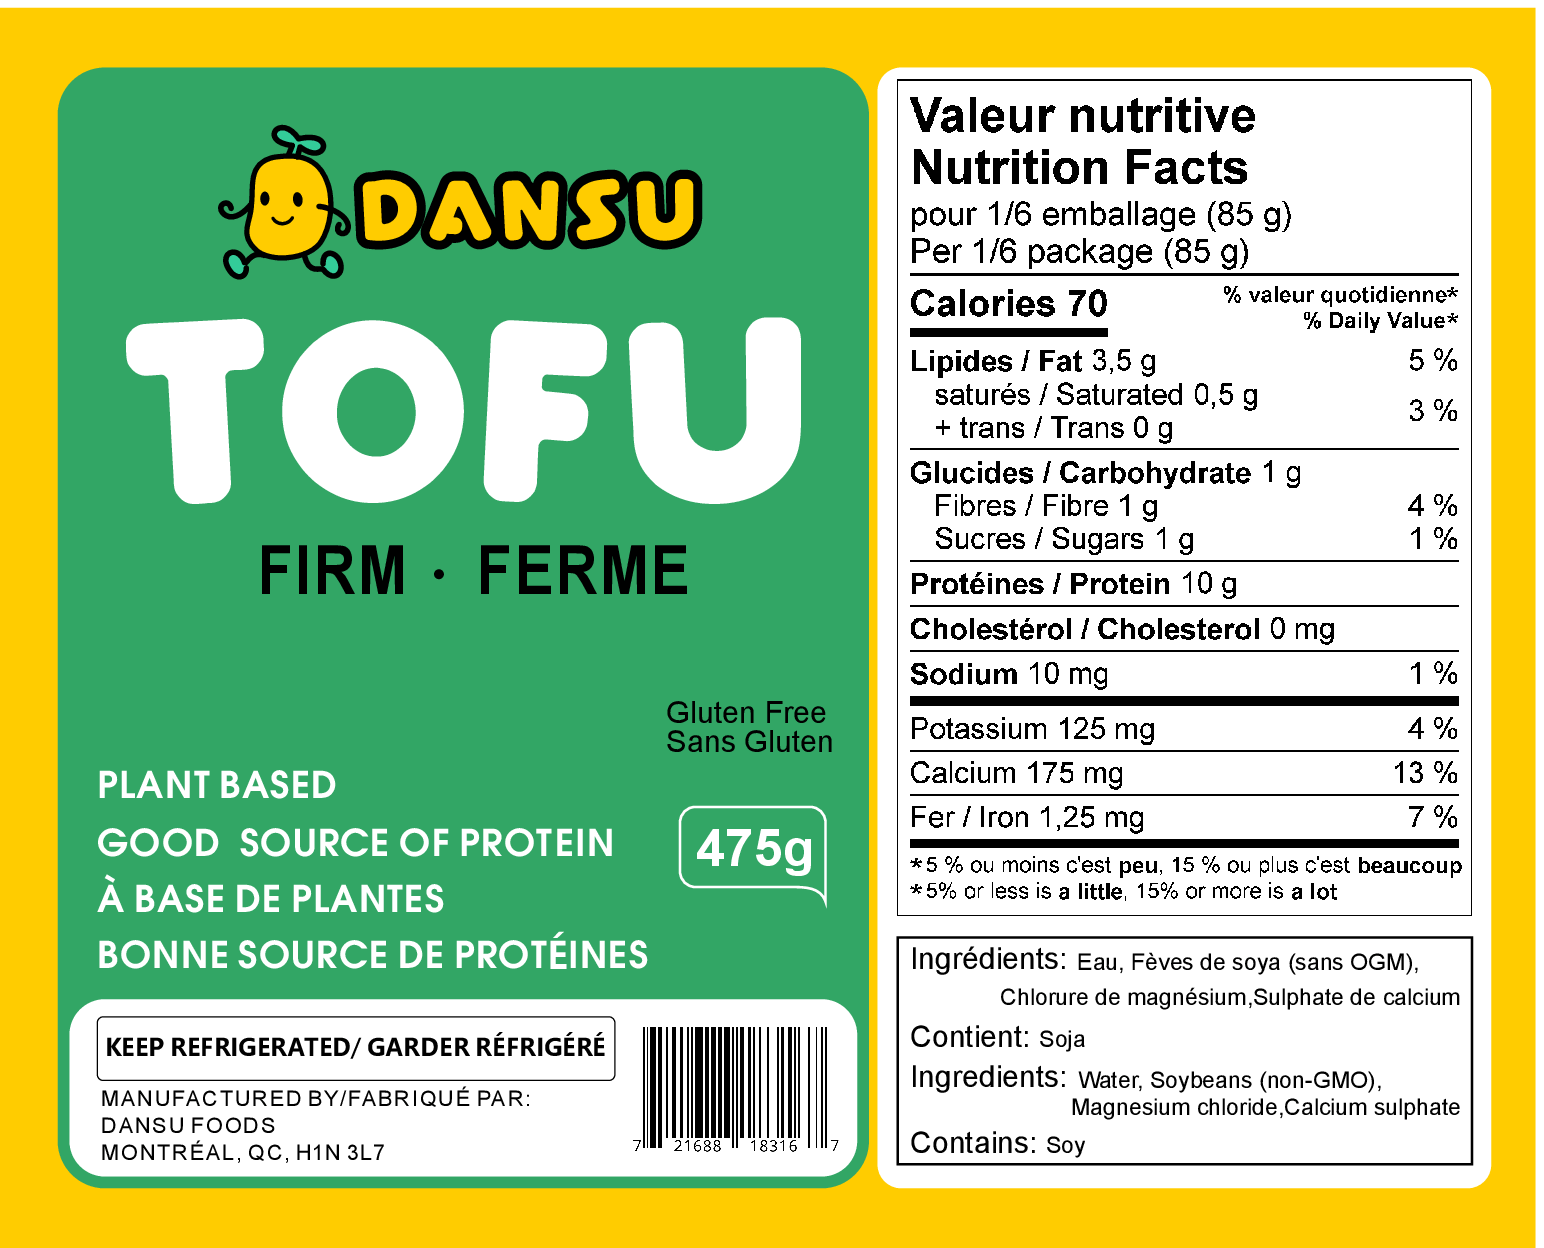 DANSU
TOFU
FIRM · FERME
Gluten Free
Sans Gluten
PLANT BASED
GOOD SOURCE OF PROTEIN
À BASE DE PLANTES
BONNE SOURCE DE PROTÉINES
475g
KEEP REFRIGERATED/ GARDER RÉFRIGÉRÉ
MANUFACTURED BY/FABRIQUÉ PAR:
DANSU FOODS
MONTRÉAL, QC, H1N 3L7
7 21688 18316 7
Valeur nutritive
Nutrition Facts
pour 1/6 emballage (85 g)
Per 1/6 package (85 g)
Calories 70
% valeur quotidienne*
% Daily Value*
Lipides / Fat 3,5 g 5 %
saturés / Saturated 0,5 g
+ trans / Trans 0 g 3 %
Glucides / Carbohydrate 1 g
Fibres / Fibre 1 g 4 %
Sucres / Sugars 1 g 1 %
Protéines / Protein 10 g
Cholestérol / Cholesterol 0 mg
Sodium 10 mg 1 %
Potassium 125 mg 4 %
Calcium 175 mg 13 %
Fer / Iron 1,25 mg 7 %
*5 % ou moins c'est peu, 15 % ou plus c'est beaucoup
*5% or less is a little, 15% or more is a lot
Ingrédients: Eau, Fèves de soya (sans OGM),
Chlorure de magnésium,Sulphate de calcium
Contient: Soja
Ingredients: Water, Soybeans (non-GMO),
Magnesium chloride,Calcium sulphate
Contains: Soy